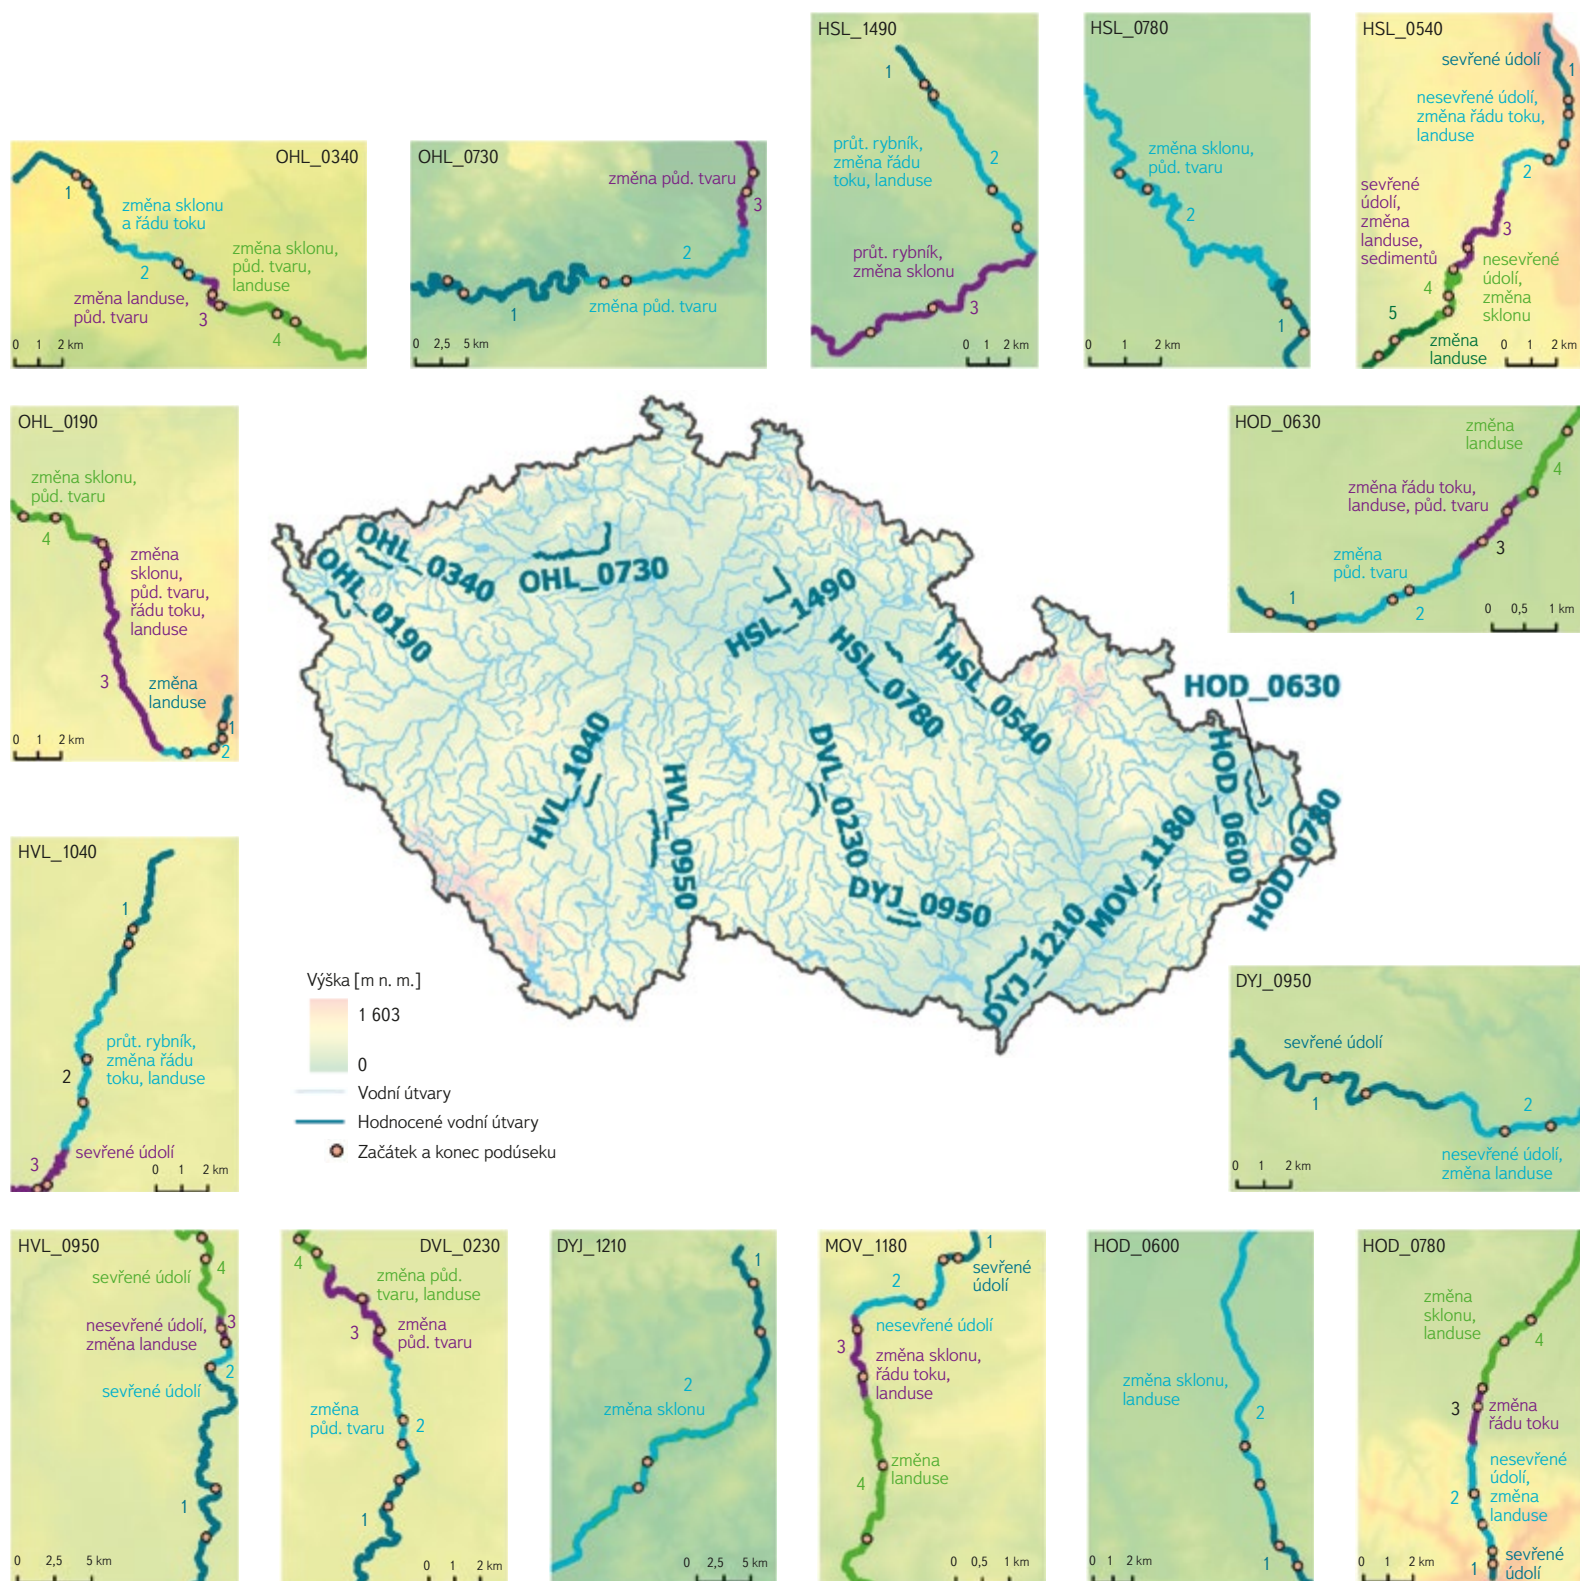 HSL_1490
1
průt. rybník,
změna řádu
toku, landuse
2
průt. rybník,
změna sklonu
3
0 1 2 km
HSL_0780
změna sklonu,
půd. tvaru
2
1
0 1 2 km
HSL_0540
sevřené údolí
1
nesevřené údolí,
změna řádu toku,
landuse
2
sevřené
údolí,
změna
landuse,
sedimentů
3
nesevřené
údolí,
změna
sklonu
4
5
změna
landuse
0 1 2 km
OHL_0340
1
změna sklonu
a řádu toku
2
změna sklonu,
půd. tvaru,
landuse
změna landuse,
půd. tvaru
3
4
0 1 2 km
OHL_0730
změna půd. tvaru
3
2
1
změna půd. tvaru
0 2,5 5 km
OHL_0190
změna sklonu,
půd. tvaru
4
změna
sklonu,
půd. tvaru,
řádu toku,
landuse
3
změna
landuse
1
2
0 1 2 km
HOD_0630
změna
landuse
4
změna řádu toku,
landuse, půd. tvaru
3
změna
půd. tvaru
1
2
0 0,5 1 km
OHL_0340
OHL_0190
OHL_0730
HSL_1490
HSL_0780
HSL_0540
HOD_0630
HVL_1040
HVL_0950
DVL_0230
DYJ_0950
DYJ_1210
MOV_1180
HOD_0600
HOD_0780
Výška [m n. m.]
1 603
0
Vodní útvary
Hodnocené vodní útvary
Začátek a konec podúseku
HVL_1040
1
průt. rybník,
změna řádu
toku, landuse
2
sevřené údolí
3
0 1 2 km
DYJ_0950
sevřené údolí
1
2
nesevřené údolí,
změna landuse
0 1 2 km
HVL_0950
4
sevřené údolí
nesevřené údolí,
změna landuse
3
2
sevřené údolí
1
0 2,5 5 km
DVL_0230
4
změna půd.
tvaru, landuse
3
změna
půd. tvaru
změna
půd. tvaru
2
1
0 1 2 km
DYJ_1210
1
2
změna sklonu
0 2,5 5 km
MOV_1180
1
sevřené
údolí
2
nesevřené údolí
3
změna sklonu,
řádu toku,
landuse
změna
landuse
4
0 0,5 1 km
HOD_0600
změna sklonu,
landuse
2
1
0 1 2 km
HOD_0780
změna
sklonu,
landuse
4
3
změna
řádu toku
nesevřené
údolí,
změna
landuse
2
1
sevřené
údolí
0 1 2 km